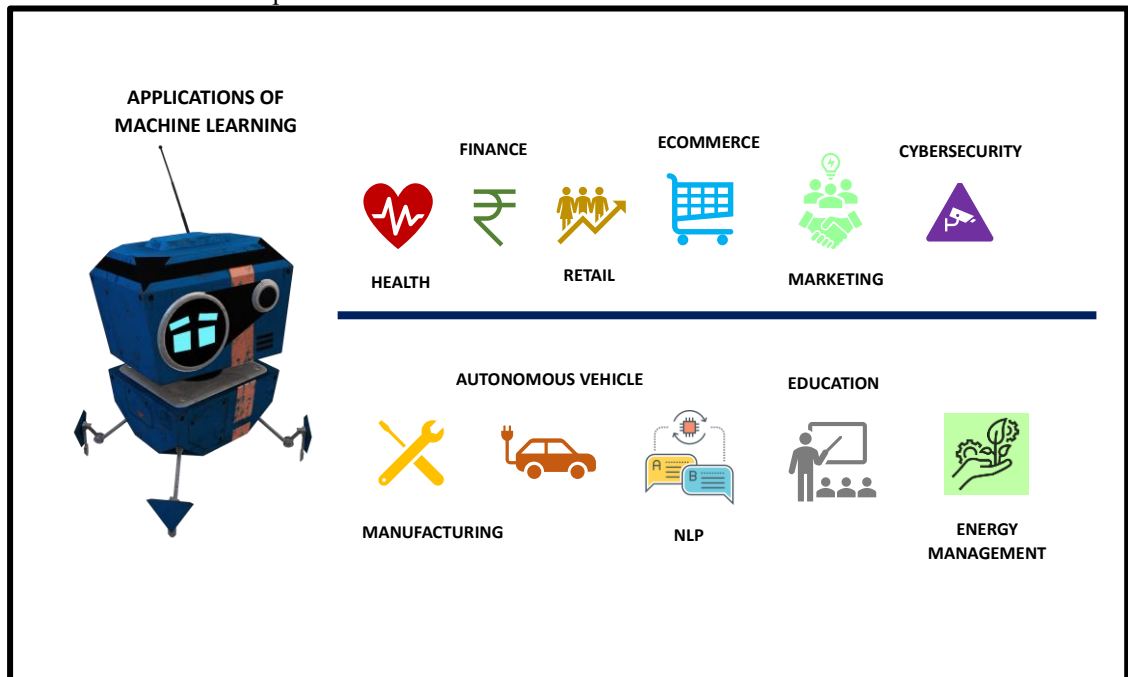 APPLICATIONS OF
MACHINE LEARNING
FINANCE
ECOMMERCE
CYBERSECURITY
HEALTH
RETAIL
MARKETING
AUTONOMOUS VEHICLE
EDUCATION
A
B
MANUFACTURING
NLP
ENERGY
MANAGEMENT